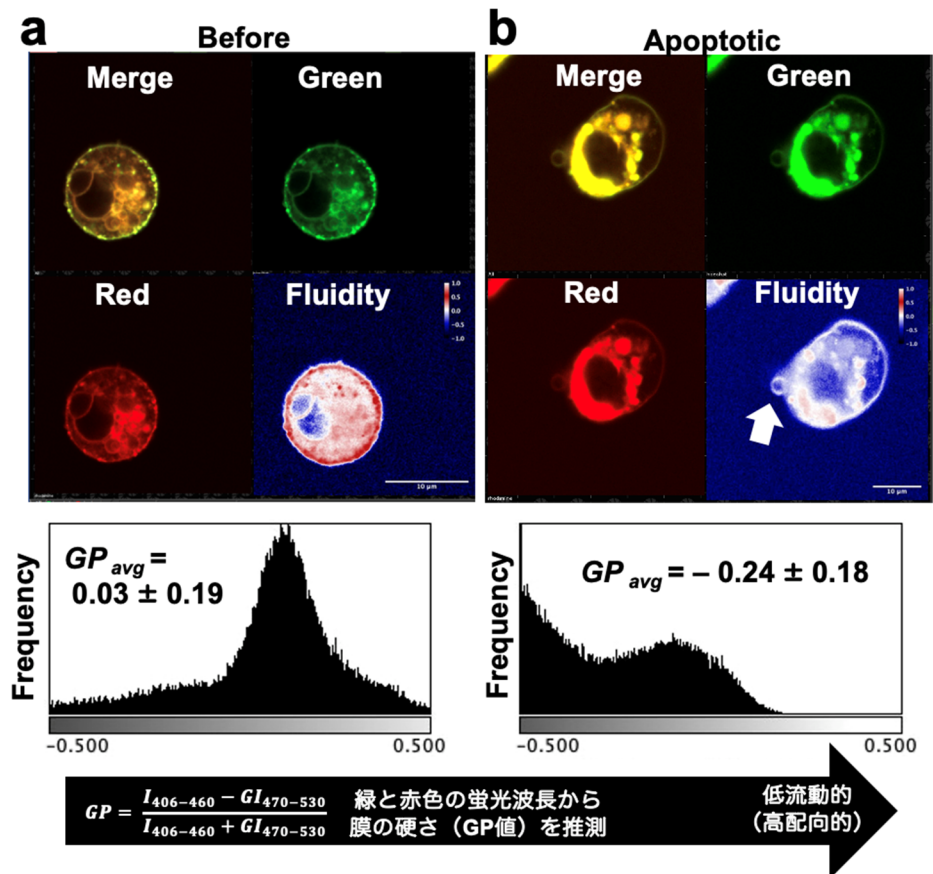 a
Before
Merge
Green
Red
Fluidity
1.0
0.5
-0.5
-1.0
10 μm
b
Apoptotic
Merge
Green
Red
Fluidity
1.0
0.5
0.0
-0.5
-1.0
10 μm
Frequency
GP avg =
0.03 ± 0.19
-0.500
0.500
Frequency
GP avg = – 0.24 ± 0.18
-0.500
0.500
GP = (I406−460 − GI470−530) / (I406−460 + GI470−530)
緑と赤色の蛍光波長から
膜の硬さ（GP値）を推測
低流動的
（高配向的）